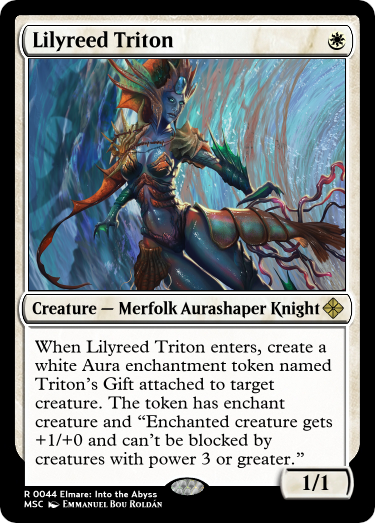 Lilyreed Triton
Creature — Merfolk Aurashaper Knight
When Lilyreed Triton enters, create a
white Aura enchantment token named
Triton's Gift attached to target
creature. The token has enchant
creature and “Enchanted creature gets
+1/+0 and can't be blocked by
creatures with power 3 or greater.”
1/1
R 0044 Elmare: Into the Abyss
MSC Emmanuel Bou Roldán